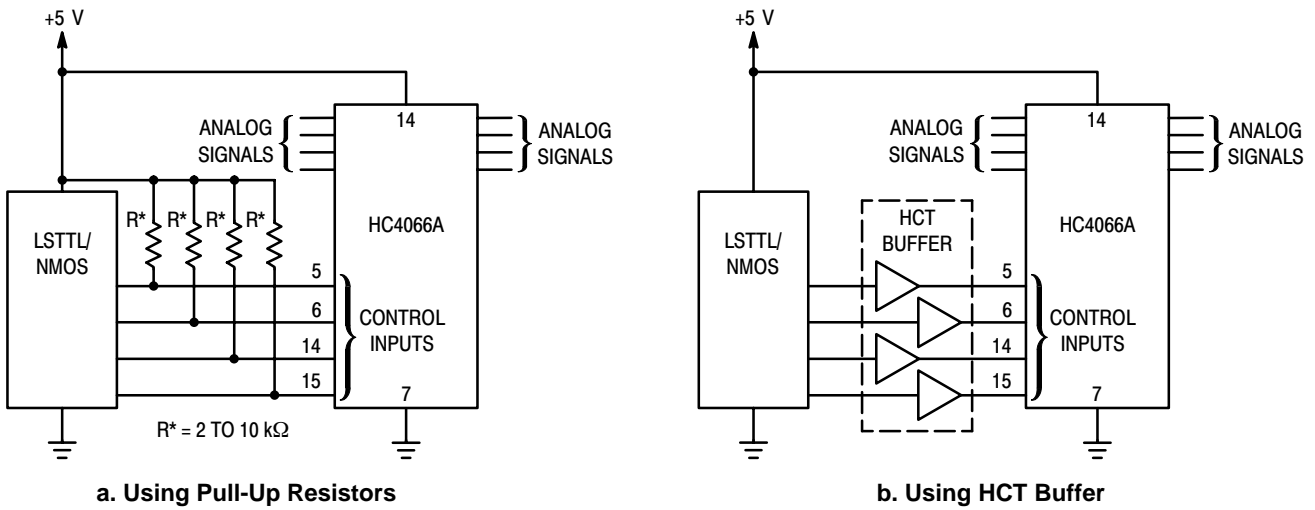 +5 V
14
ANALOG
SIGNALS
ANALOG
SIGNALS
R* R* R* R*
HC4066A
LSTTL/
NMOS
5
6
14
15
CONTROL
INPUTS
7
R* = 2 TO 10 kΩ
a. Using Pull-Up Resistors
+5 V
14
ANALOG
SIGNALS
ANALOG
SIGNALS
HCT
BUFFER
HC4066A
LSTTL/
NMOS
5
6
14
15
CONTROL
INPUTS
7
b. Using HCT Buffer